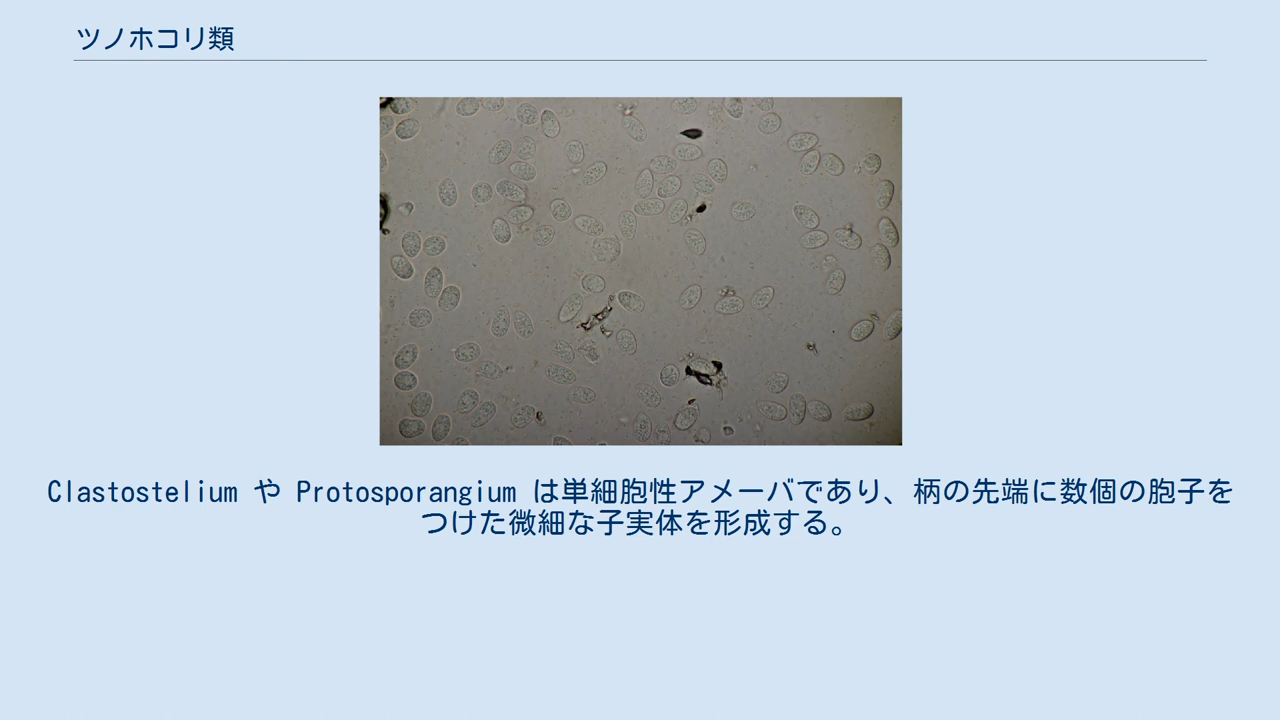 ツノホコリ類
Clastostelium や Protosporangium は単細胞性アメーバであり、柄の先端に数個の胞子を
つけた微細な子実体を形成する。